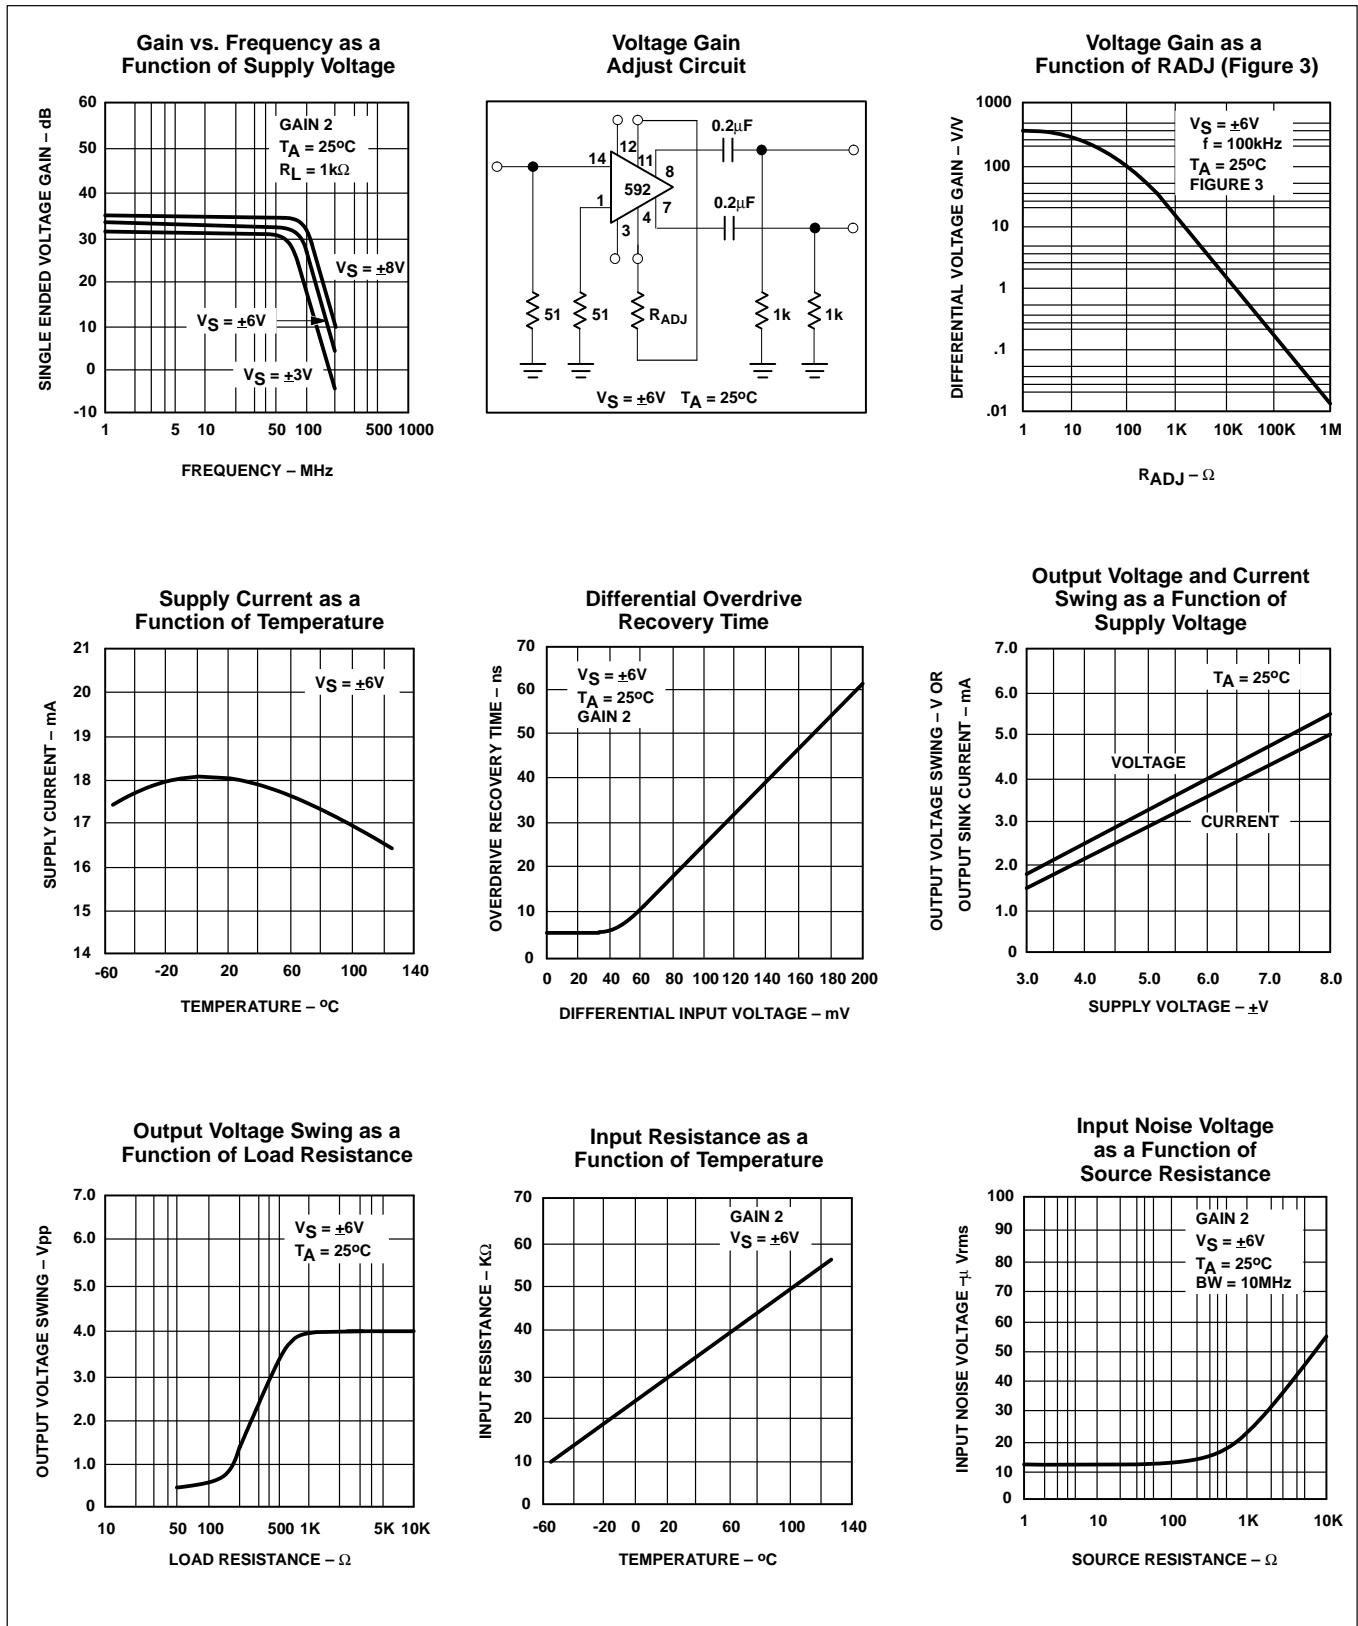 Gain vs. Frequency as a
Function of Supply Voltage
60
50
40
30
20
10
0
-10
SINGLE ENDED VOLTAGE GAIN – dB
GAIN 2
TA = 25oC
RL = 1kΩ
VS = ±8V
VS = ±6V
VS = ±3V
1 5 10 50 100 500 1000
FREQUENCY – MHz
Voltage Gain
Adjust Circuit
14
12
11
8
592
1
7
4
3
0.2µF
0.2µF
51
51
RADJ
1k
1k
VS = ±6V TA = 25oC
Voltage Gain as a
Function of RADJ (Figure 3)
1000
100
10
1
.1
.01
DIFFERENTIAL VOLTAGE GAIN – V/V
VS = ±6V
f = 100kHz
TA = 25oC
FIGURE 3
1 10 100 1K 10K 100K 1M
RADJ – Ω
Supply Current as a
Function of Temperature
21
20
19
18
17
16
15
14
SUPPLY CURRENT – mA
VS = ±6V
-60 -20 20 60 100 140
TEMPERATURE – oC
Differential Overdrive
Recovery Time
70
60
50
40
30
20
10
0
OVERDRIVE RECOVERY TIME – ns
VS = ±6V
TA = 25oC
GAIN 2
0 20 40 60 80 100 120 140 160 180 200
DIFFERENTIAL INPUT VOLTAGE – mV
Output Voltage and Current
Swing as a Function of
Supply Voltage
7.0
6.0
5.0
4.0
3.0
2.0
1.0
0
OUTPUT VOLTAGE SWING – V OR
OUTPUT SINK CURRENT – mA
TA = 25oC
VOLTAGE
CURRENT
3.0 4.0 5.0 6.0 7.0 8.0
SUPPLY VOLTAGE – ±V
Output Voltage Swing as a
Function of Load Resistance
7.0
6.0
5.0
4.0
3.0
2.0
1.0
0
OUTPUT VOLTAGE SWING – Vpp
VS = ±6V
TA = 25oC
10 50 100 500 1K 5K 10K
LOAD RESISTANCE – Ω
Input Resistance as a
Function of Temperature
70
60
50
40
30
20
10
0
INPUT RESISTANCE – KΩ
GAIN 2
VS = ±6V
-60 -20 0 20 60 100 140
TEMPERATURE – oC
Input Noise Voltage
as a Function of
Source Resistance
100
90
80
70
60
50
40
30
20
10
0
INPUT NOISE VOLTAGE –µ Vrms
GAIN 2
VS = ±6V
TA = 25oC
BW = 10MHz
1 10 100 1K 10K
SOURCE RESISTANCE – Ω